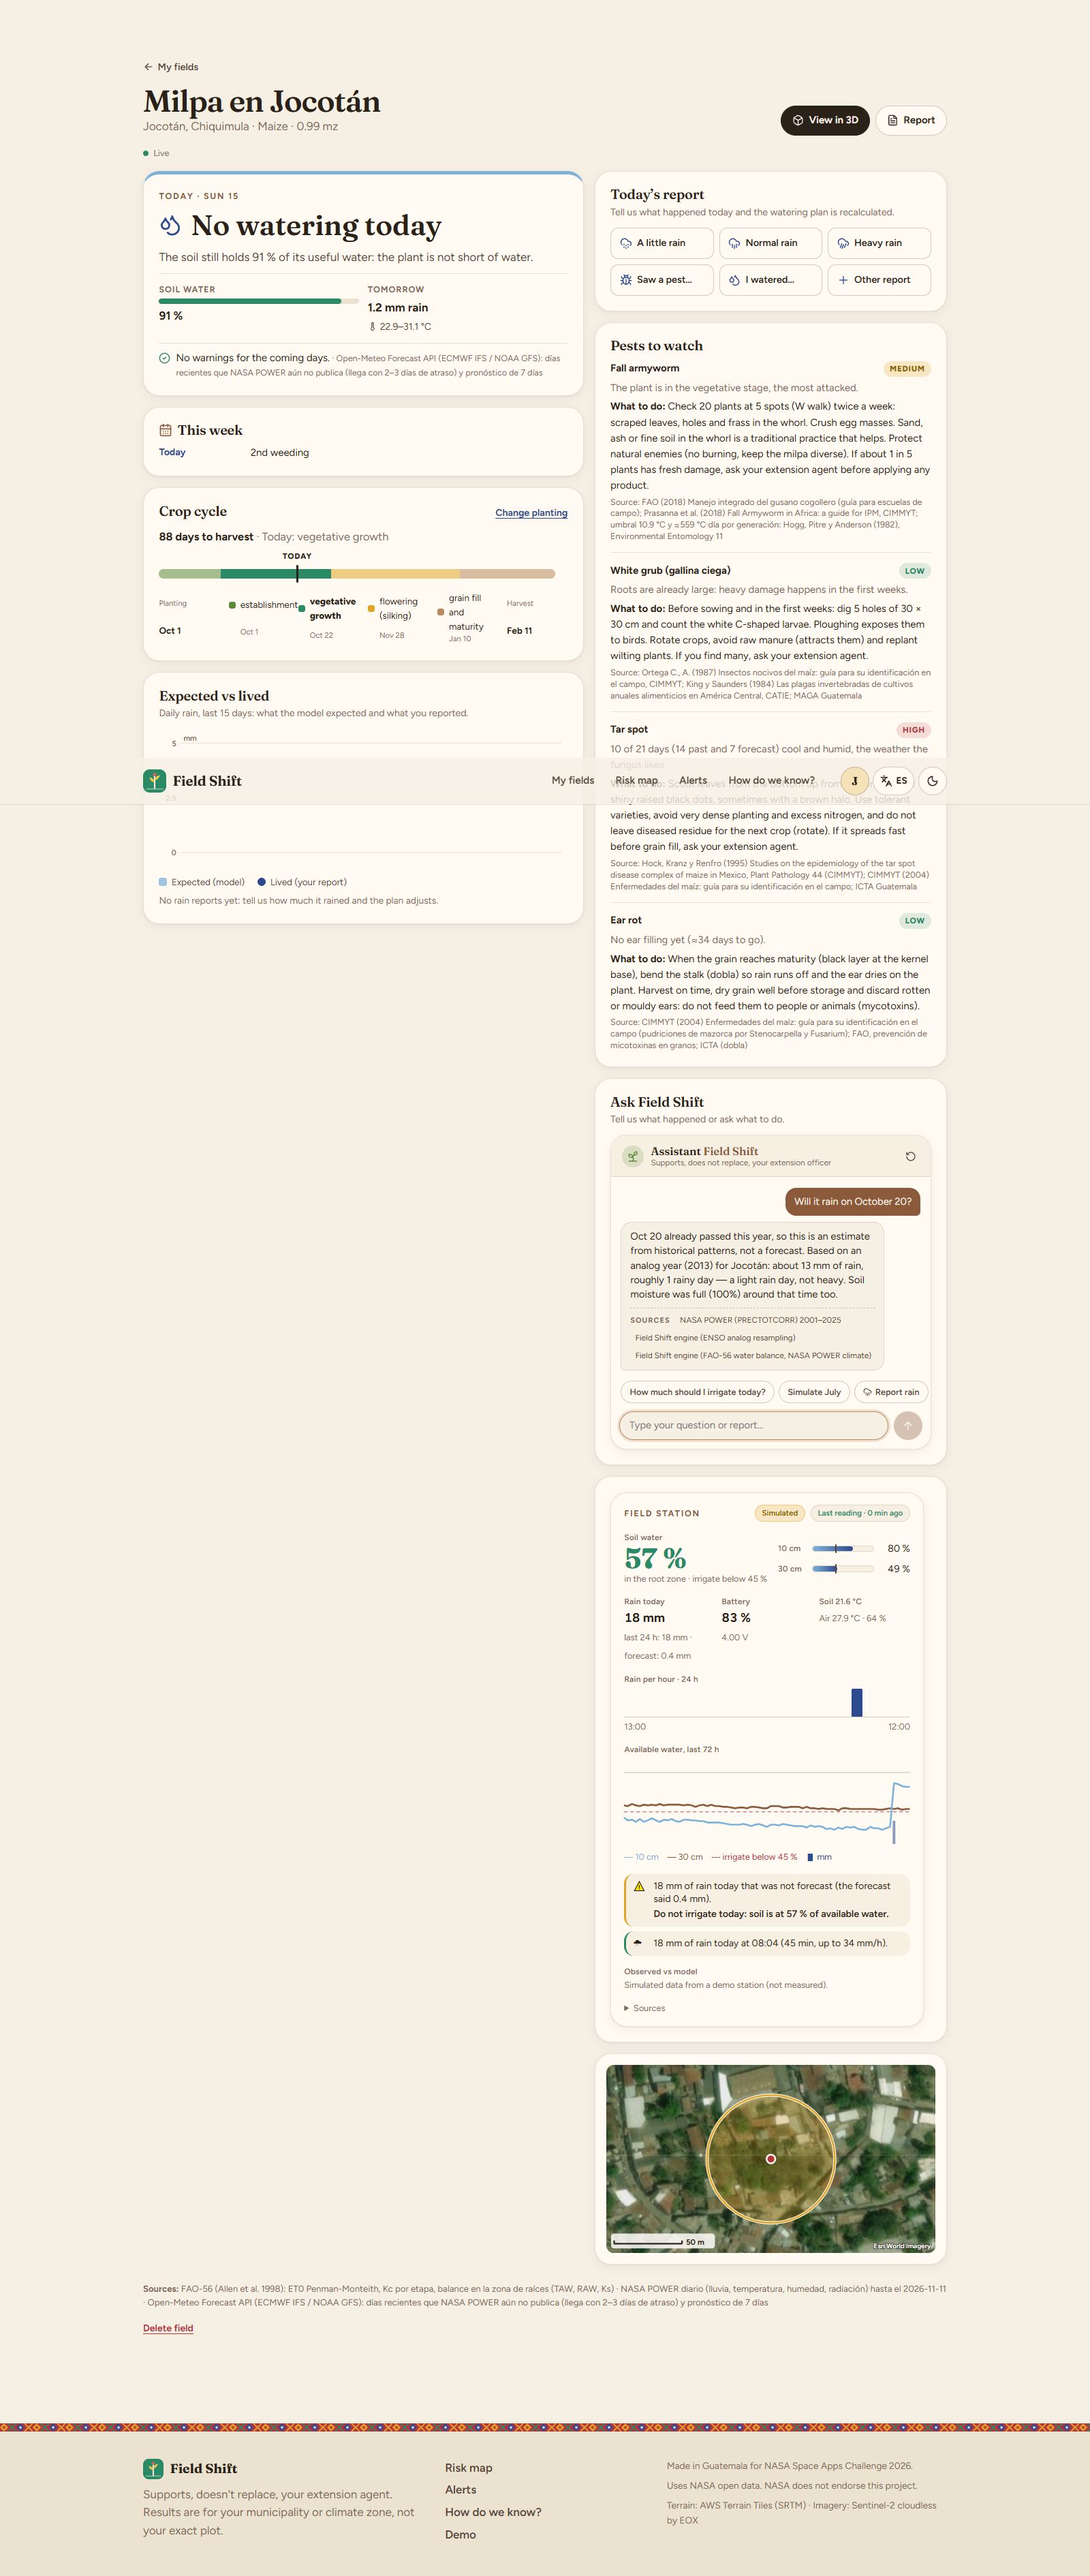 ← My fields
Milpa en Jocotán
Jocotán, Chiquimula · Maize · 0.99 mz
View in 3D
Report
Live
TODAY · SUN 15
No watering today
The soil still holds 91 % of its useful water: the plant is not short of water.
SOIL WATER
91 %
TOMORROW
1.2 mm rain
22.9–31.1 °C
No warnings for the coming days. · Open-Meteo Forecast API (ECMWF IFS / NOAA GFS): días
recientes que NASA POWER aún no publica (llega con 2–3 días de atraso) y pronóstico de 7 días
This week
Today
2nd weeding
Crop cycle
Change planting
88 days to harvest · Today: vegetative growth
TODAY
Planting
Oct 1
establishment
Oct 1
vegetative
growth
Oct 22
flowering
(silking)
Nov 28
grain fill
and
maturity
Jan 10
Harvest
Feb 11
Expected vs lived
Daily rain, last 15 days: what the model expected and what you reported.
mm
5
2.5
0
Expected (model)
Lived (your report)
No rain reports yet: tell us how much it rained and the plan adjusts.
Today's report
Tell us what happened today and the watering plan is recalculated.
A little rain
Normal rain
Heavy rain
Saw a pest...
I watered...
Other report
Pests to watch
Fall armyworm
MEDIUM
The plant is in the vegetative stage, the most attacked.
What to do: Check 20 plants at 5 spots (W walk) twice a week:
scraped leaves, holes and frass in the whorl. Crush egg masses. Sand,
ash or fine soil in the whorl is a traditional practice that helps. Protect
natural enemies (no burning, keep the milpa diverse). If about 1 in 5
plants has fresh damage, ask your extension agent before applying any
product.
Source: FAO (2018) Manejo integrado del gusano cogollero (guía para escuelas de
campo); Prasanna et al. (2018) Fall Armyworm in Africa: a guide for IPM, CIMMYT;
umbral 10.9 °C y ≈559 °C·día por generación: Hogg, Pitre y Anderson (1982),
Environmental Entomology 11
White grub (gallina ciega)
LOW
Roots are already large: heavy damage happens in the first weeks.
What to do: Before sowing and in the first weeks: dig 5 holes of 30 ×
30 cm and count the white C-shaped larvae. Ploughing exposes them
to birds. Rotate crops, avoid raw manure (attracts them) and replant
wilting plants. If you find many, ask your extension agent.
Source: Ortega C., A. (1987) Insectos nocivos del maíz: guía para su identificación en
el campo, CIMMYT; King y Saunders (1984) Las plagas invertebradas de cultivos
anuales alimenticios en América Central, CATIE; MAGA Guatemala
Tar spot
HIGH
10 of 21 days (14 past and 7 forecast) cool and humid, the weather the
fungus likes.
Field Shift
My fields
Risk map
Alerts
How do we know?
J
ES
What to do: Scout leaves from the bottom up from
shiny raised black dots, sometimes with a brown halo. Use tolerant
varieties, avoid very dense planting and excess nitrogen, and do not
leave diseased residue for the next crop (rotate). If it spreads fast
before grain fill, ask your extension agent.
Source: Hock, Kranz y Renfro (1995) Studies on the epidemiology of the tar spot
disease complex of maize in Mexico, Plant Pathology 44 (CIMMYT); CIMMYT (2004)
Enfermedades del maíz: guía para su identificación en el campo; ICTA Guatemala
Ear rot
LOW
No ear filling yet (≈34 days to go).
What to do: When the grain reaches maturity (black layer at the kernel
base), bend the stalk (dobla) so rain runs off and the ear dries on the
plant. Harvest on time, dry grain well before storage and discard rotten
or mouldy ears: do not feed them to people or animals (mycotoxins).
Source: CIMMYT (2004) Enfermedades del maíz: guía para su identificación en el
campo (pudriciones de mazorca por Stenocarpella y Fusarium); FAO, prevención de
micotoxinas en granos; ICTA (dobla)
Ask Field Shift
Tell us what happened or ask what to do.
Assistant Field Shift
Supports, does not replace, your extension officer
Will it rain on October 20?
Oct 20 already passed this year, so this is an estimate
from historical patterns, not a forecast. Based on an
analog year (2013) for Jocotán: about 13 mm of rain,
roughly 1 rainy day — a light rain day, not heavy. Soil
moisture was full (100%) around that time too.
SOURCES NASA POWER (PRECTOTCORR) 2001–2025
Field Shift engine (ENSO analog resampling)
Field Shift engine (FAO-56 water balance, NASA POWER climate)
How much should I irrigate today?
Simulate July
Report rain
Type your question or report...
FIELD STATION
Simulated
Last reading · 0 min ago
Soil water
57 %
in the root zone · irrigate below 45 %
10 cm
80 %
30 cm
49 %
Rain today
18 mm
last 24 h: 18 mm ·
forecast: 0.4 mm
Battery
83 %
4.00 V
Soil 21.6 °C
Air 27.9 °C · 64 %
Rain per hour · 24 h
13:00
12:00
Available water, last 72 h
— 10 cm
— 30 cm
--- irrigate below 45 %
mm
18 mm of rain today that was not forecast (the forecast
said 0.4 mm).
Do not irrigate today: soil is at 57 % of available water.
18 mm of rain today at 08:04 (45 min, up to 34 mm/h).
Observed vs model
Simulated data from a demo station (not measured).
Sources
50 m
Esri World Imagery
Sources: FAO-56 (Allen et al. 1998): ET0 Penman-Monteith, Kc por etapa, balance en la zona de raíces (TAW, RAW, Ks) · NASA POWER diario (lluvia, temperatura, humedad, radiación) hasta el 2026-11-11
· Open-Meteo Forecast API (ECMWF IFS / NOAA GFS): días recientes que NASA POWER aún no publica (llega con 2–3 días de atraso) y pronóstico de 7 días
Delete field
Field Shift
Supports, doesn't replace, your extension agent.
Results are for your municipality or climate zone, not
your exact plot.
Risk map
Alerts
How do we know?
Demo
Made in Guatemala for NASA Space Apps Challenge 2026.
Uses NASA open data. NASA does not endorse this project.
Terrain: AWS Terrain Tiles (SRTM) · Imagery: Sentinel-2 cloudless
by EOX